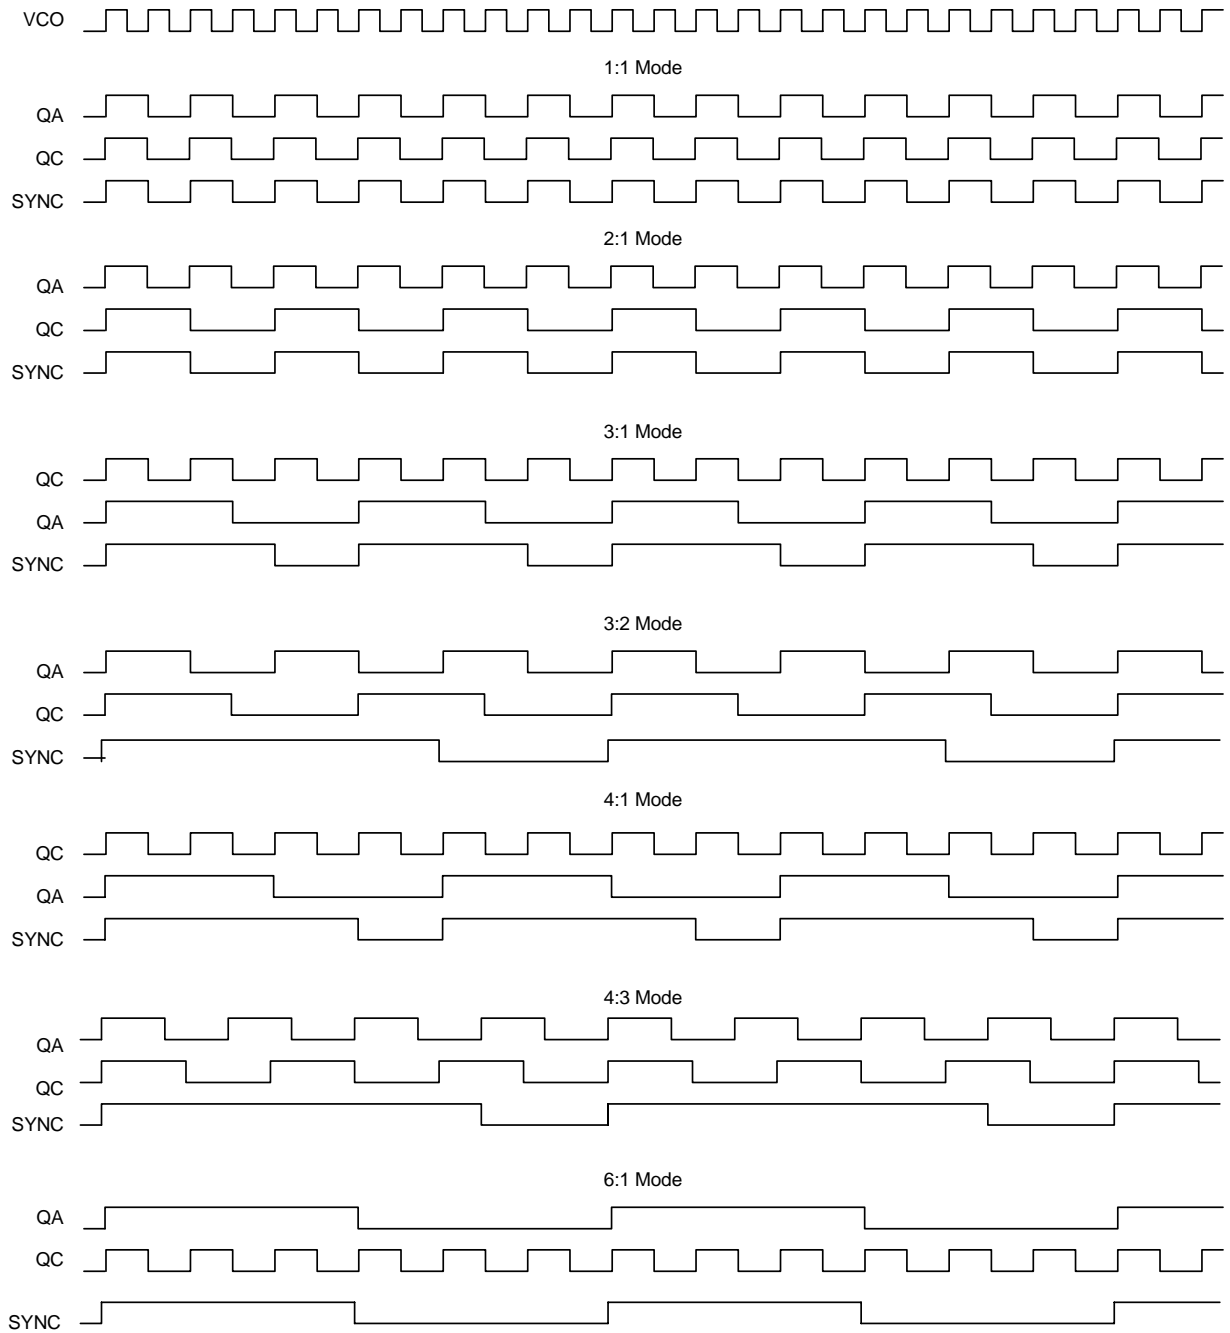 VCO
1:1 Mode
QA
QC
SYNC
2:1 Mode
QA
QC
SYNC
3:1 Mode
QC
QA
SYNC
3:2 Mode
QA
QC
SYNC
4:1 Mode
QC
QA
SYNC
4:3 Mode
QA
QC
SYNC
6:1 Mode
QA
QC
SYNC